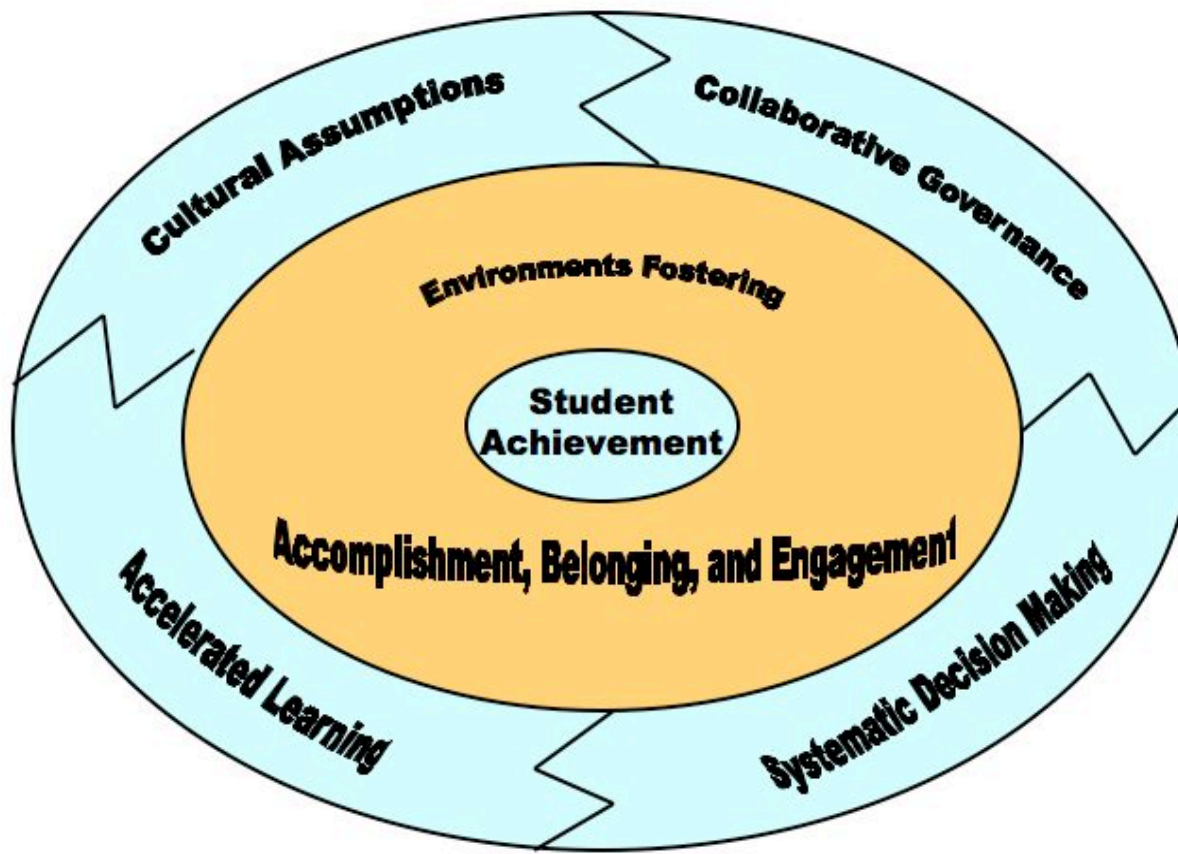 Cultural Assumptions
Collaborative Governance
Environments Fostering
Student
Achievement
Accomplishment, Belonging, and Engagement
Accelerated Learning
Systematic Decision Making